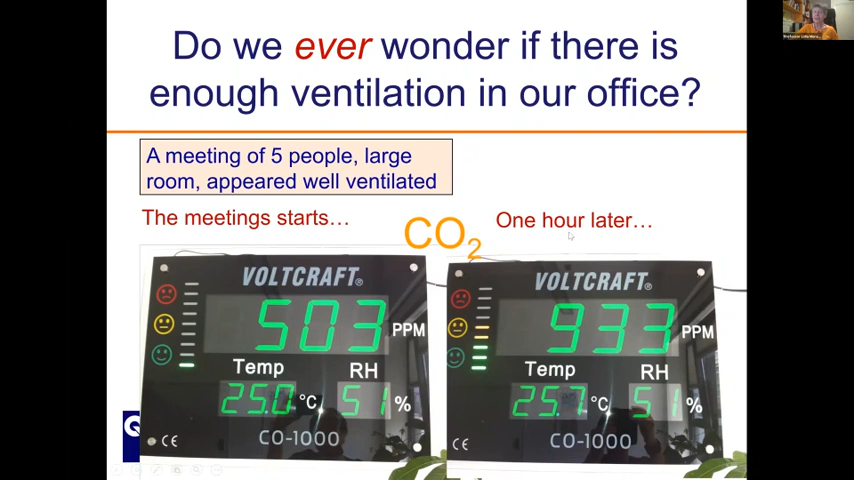 Do we ever wonder if there is
enough ventilation in our office?
A meeting of 5 people, large
room, appeared well ventilated
The meetings starts…
CO2
One hour later…
VOLTCRAFT®
503 PPM
Temp RH
25.0 °C 51 %
CO-1000
CE
VOLTCRAFT®
933 PPM
Temp RH
25.7 °C 51 %
CO-1000
CE
Q